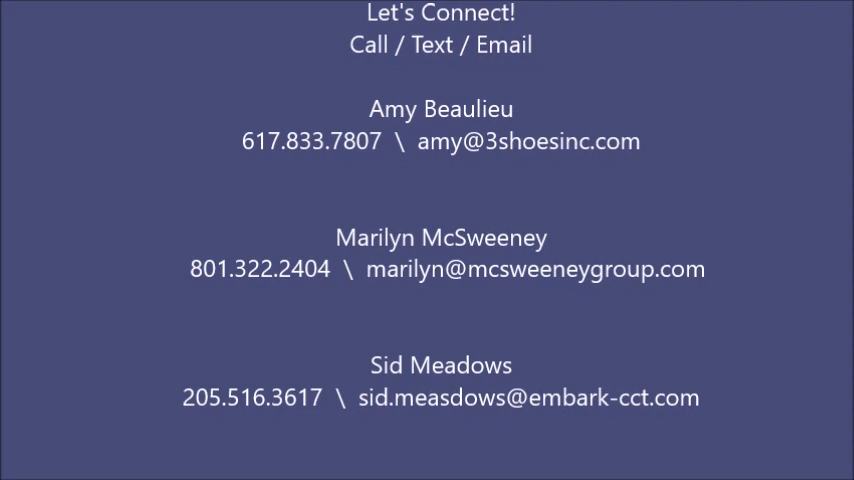 Let's Connect!
Call / Text / Email
Amy Beaulieu
617.833.7807 \ amy@3shoesinc.com
Marilyn McSweeney
801.322.2404 \ marilyn@mcsweeneygroup.com
Sid Meadows
205.516.3617 \ sid.measdows@embark-cct.com